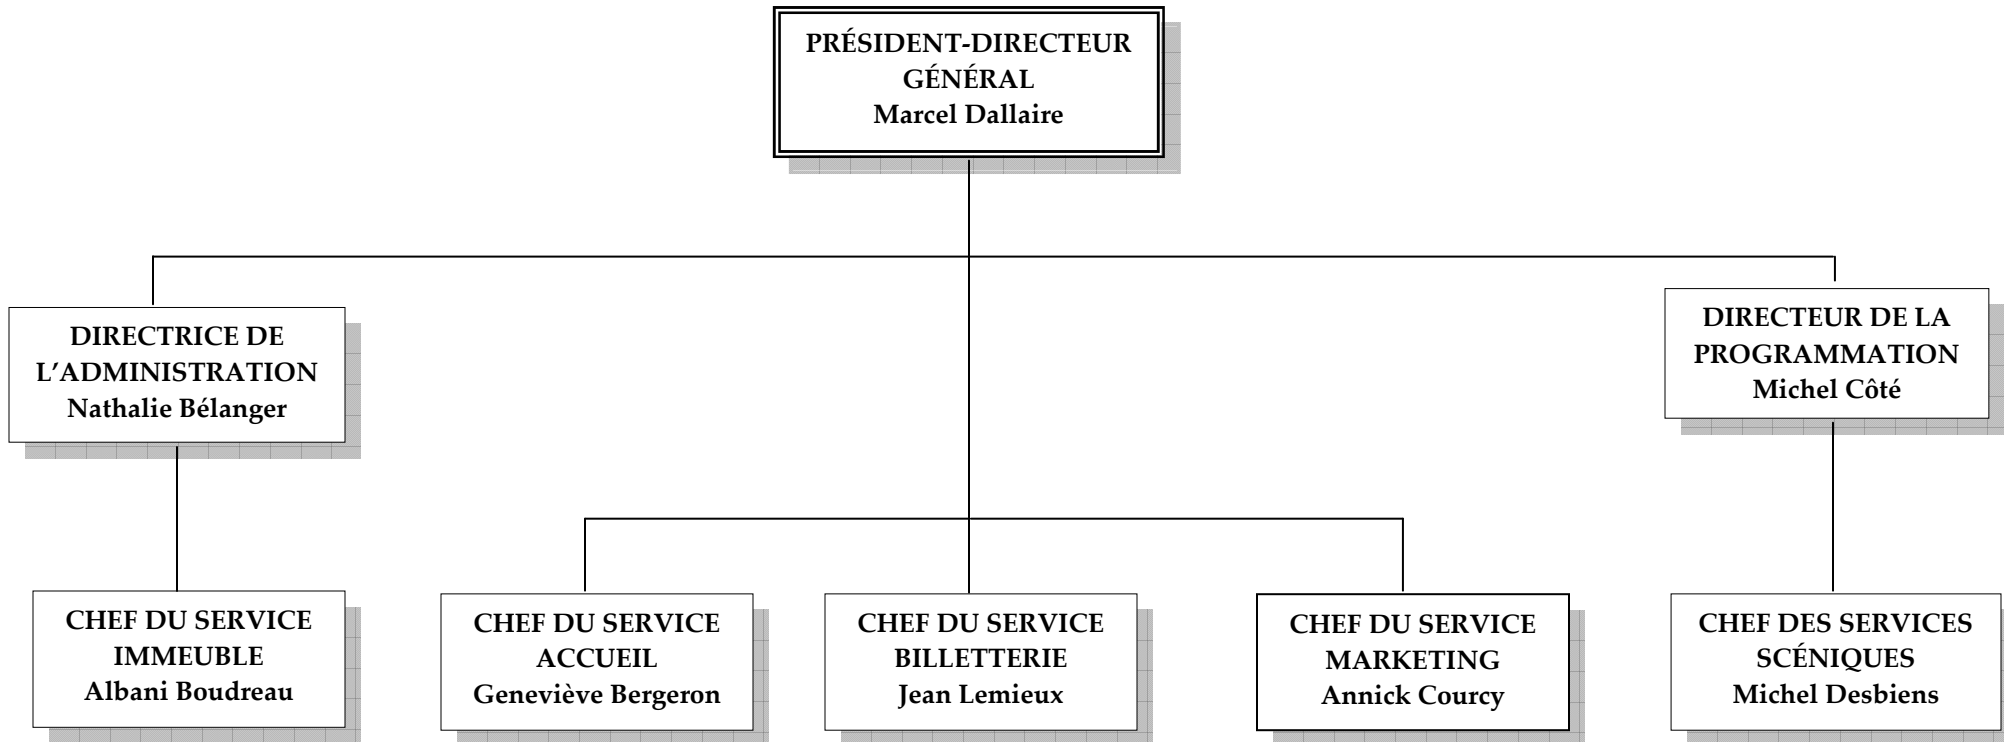 PRÉSIDENT-DIRECTEUR
GÉNÉRAL
Marcel Dallaire
DIRECTRICE DE
L’ADMINISTRATION
Nathalie Bélanger
DIRECTEUR DE LA
PROGRAMMATION
Michel Côté
CHEF DU SERVICE
IMMEUBLE
Albani Boudreau
CHEF DU SERVICE
ACCUEIL
Geneviève Bergeron
CHEF DU SERVICE
BILLETTERIE
Jean Lemieux
CHEF DU SERVICE
MARKETING
Annick Courcy
CHEF DES SERVICES
SCÉNIQUES
Michel Desbiens